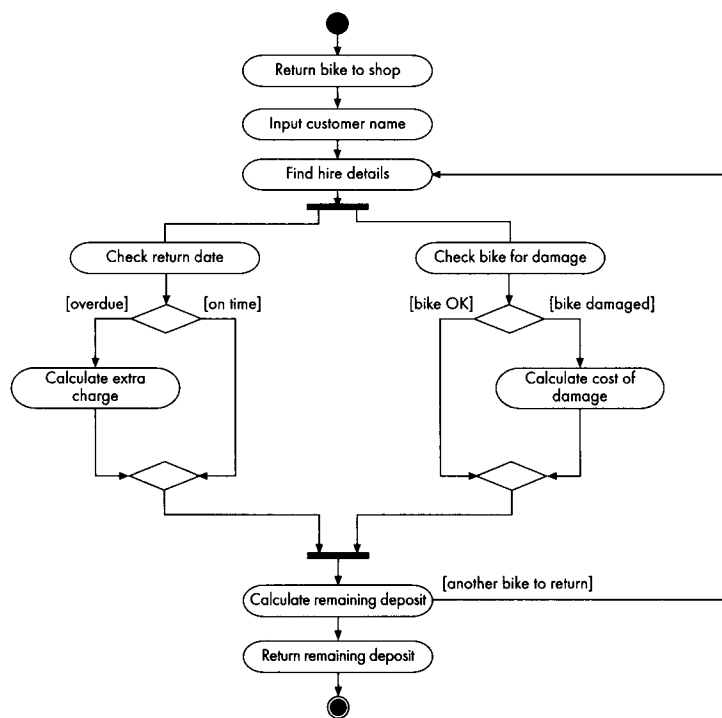 Return bike to shop
Input customer name
Find hire details
Check return date
Check bike for damage
[overdue]
[on time]
[bike OK]
[bike damaged]
Calculate extra
charge
Calculate cost of
damage
[another bike to return]
Calculate remaining deposit
Return remaining deposit